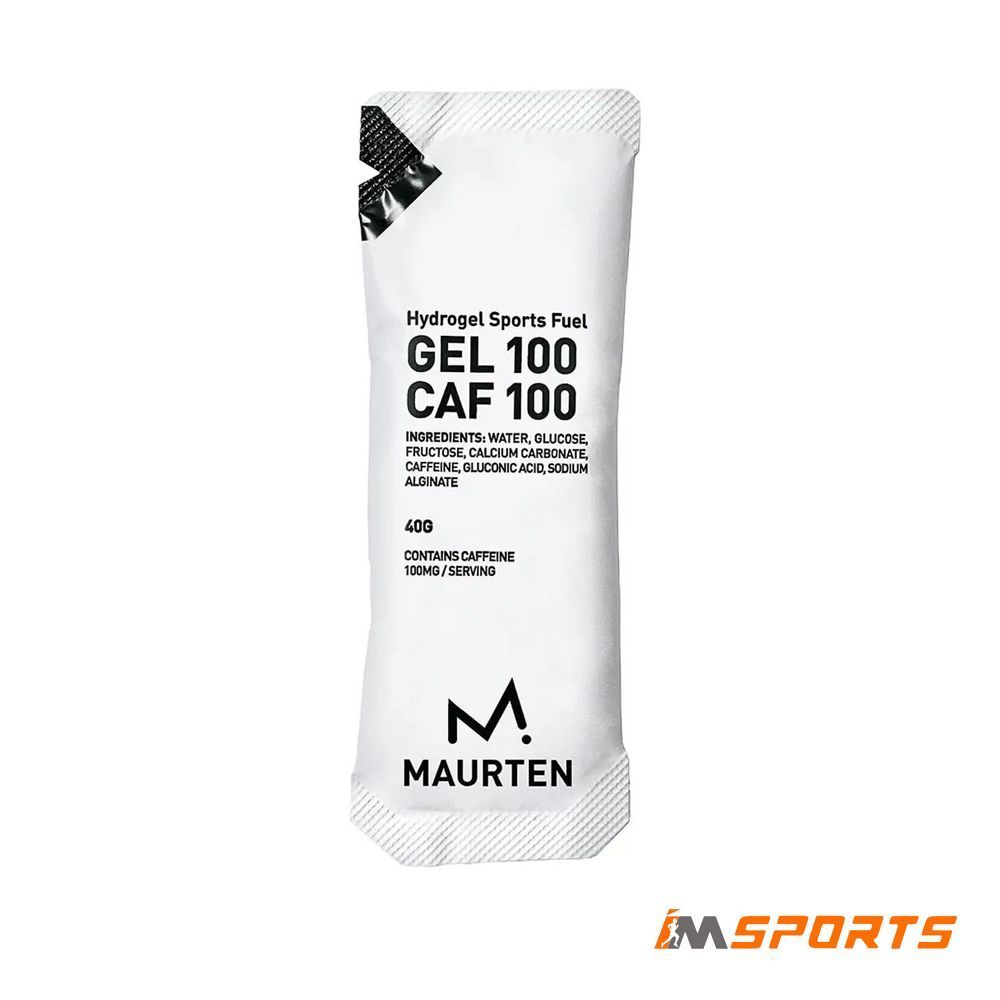 Hydrogel Sports Fuel
GEL 100
CAF 100
INGREDIENTS: WATER, GLUCOSE,
FRUCTOSE, CALCIUM CARBONATE,
CAFFEINE, GLUCONIC ACID, SODIUM
ALGINATE
40G
CONTAINS CAFFEINE
100MG / SERVING
M.
MAURTEN
iMSPORTS